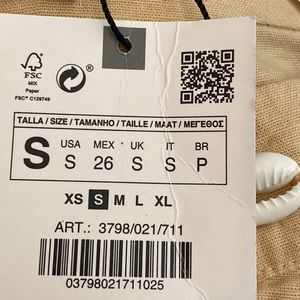 FSC
MIX
Paper
FSC® C129749
TALLA / SIZE / TAMANHO / TAILLE / MAAT / ΜΕΓΕΘΟΣ
S
USA MEX UK IT BR
S 26 S S P
XS S M L XL
ART.: 3798/021/711
03798021711025